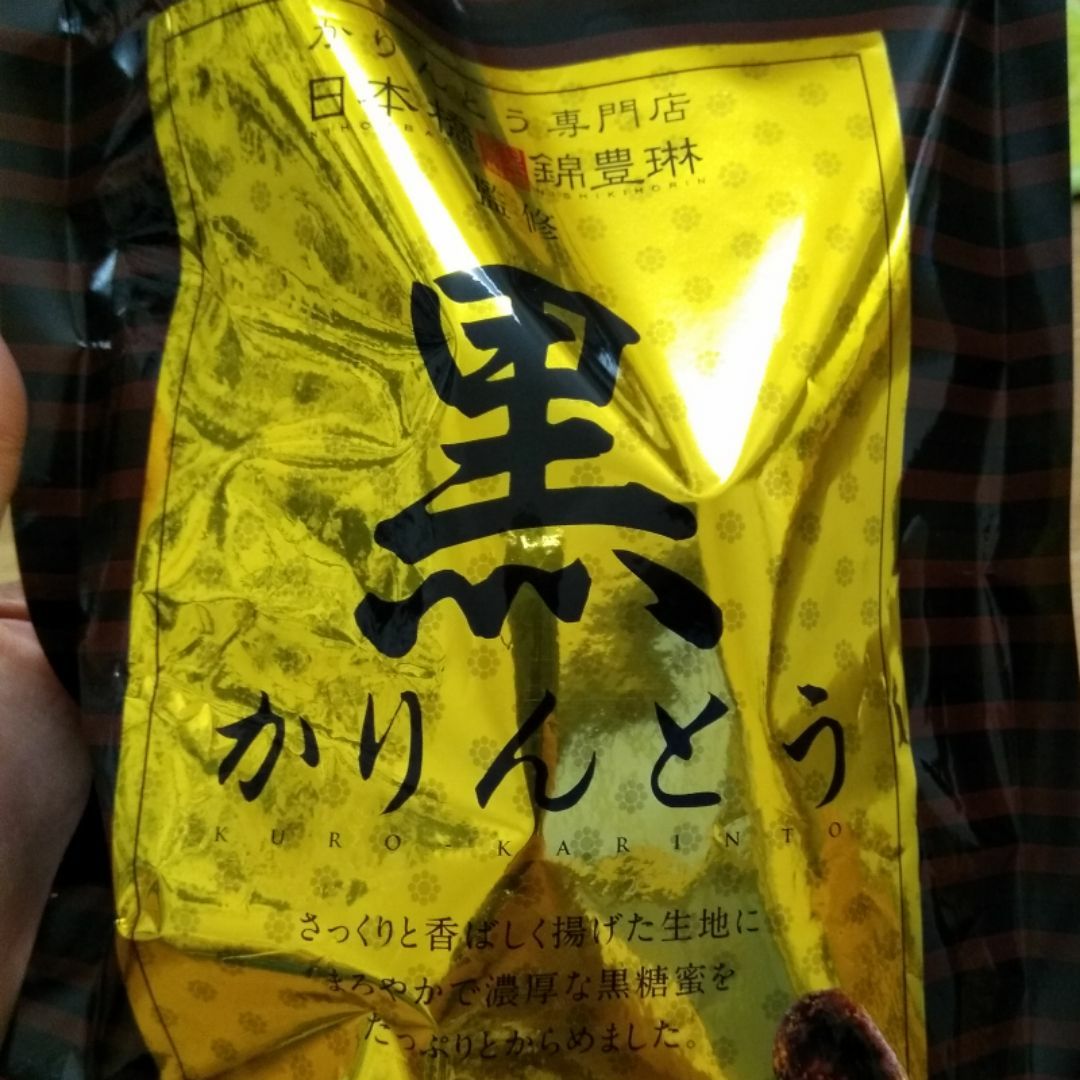 かりんとう専門店
日本橋 錦豊琳
NIHONBASHI NISHIKIHORIN
監修
黒
かりんとう
KURO-KARINTO
さっくりと香ばしく揚げた生地に
まろやかで濃厚な黒糖蜜を
たっぷりとからめました。